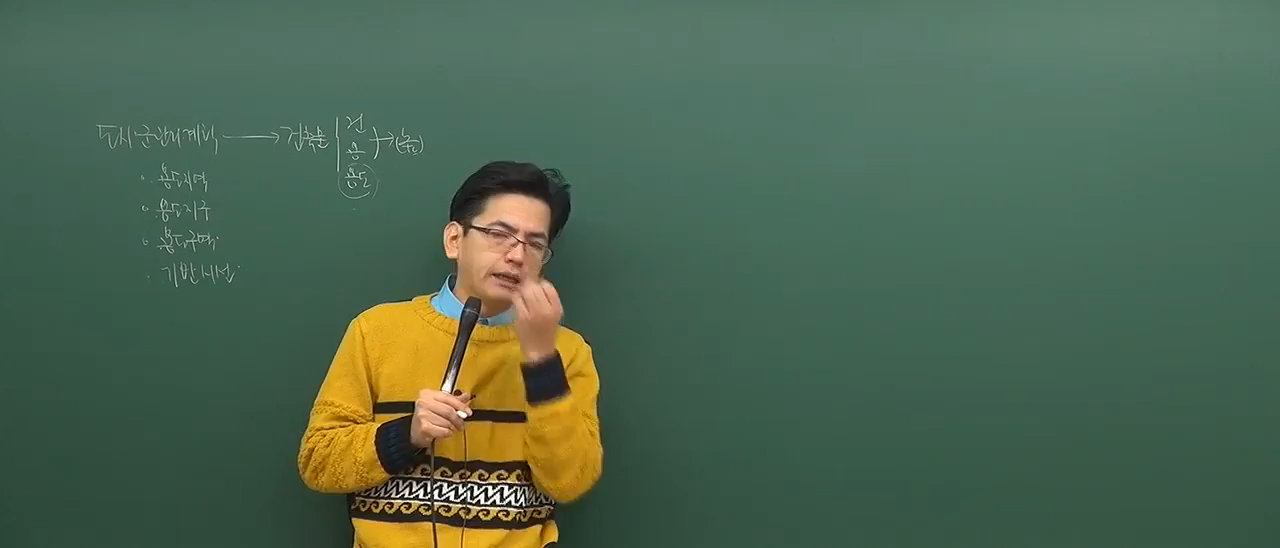 도시·군관리계획 → 건축물 건
용
용도
· 용도지역
· 용도지구
· 용도구역
· 기반시설